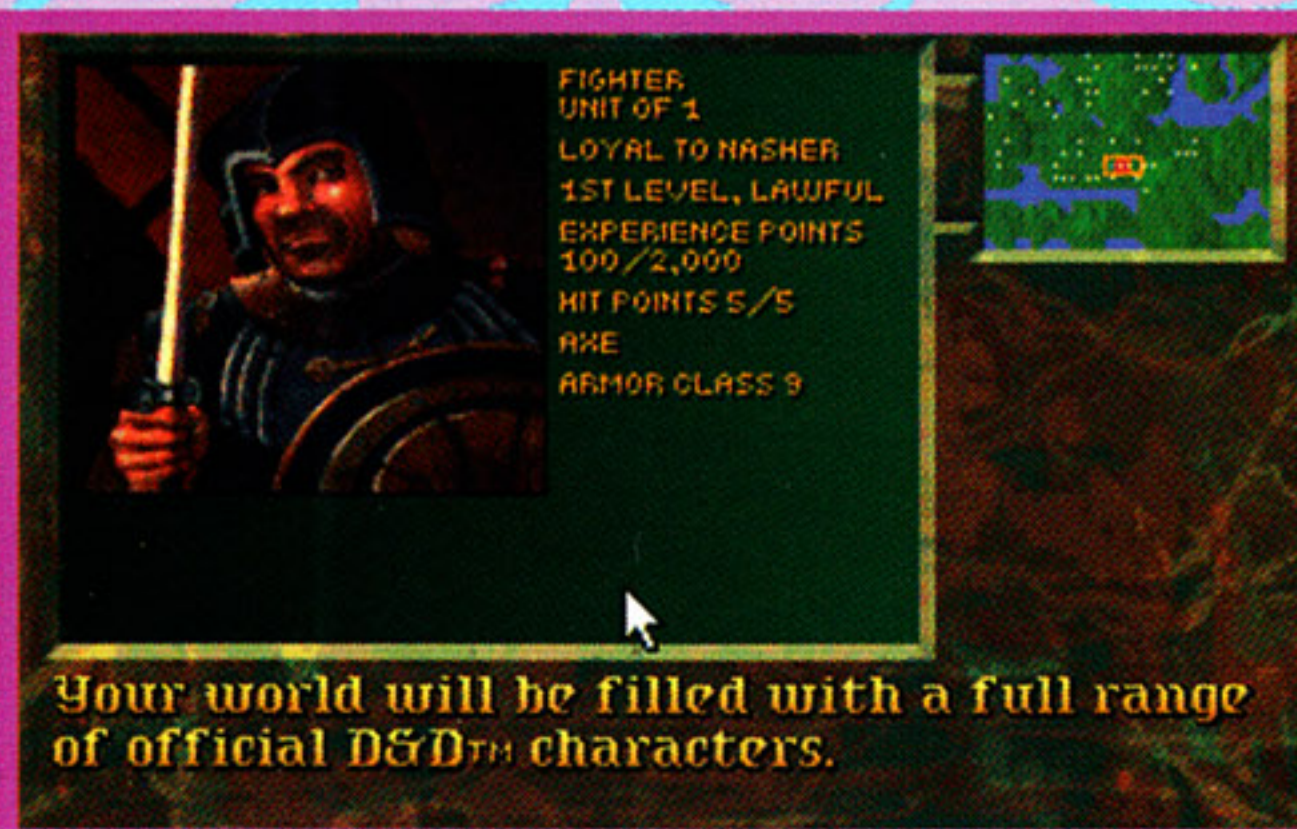 FIGHTER
UNIT OF 1
LOYAL TO NASHER
1ST LEVEL, LAWFUL
EXPERIENCE POINTS
100/2,000
HIT POINTS 5/5
AXE
ARMOR CLASS 9
Your world will be filled with a full range
of official D&D™ characters.